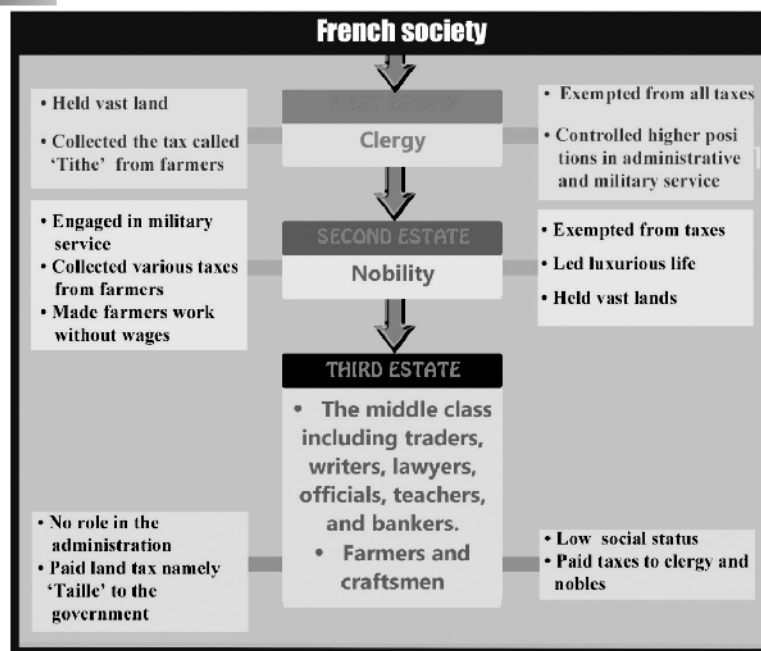 French society
• Held vast land
• Collected the tax called
‘Tithe’ from farmers
FIRST ESTATE
Clergy
• Exempted from all taxes
• Controlled higher posi
tions in administrative
and military service
• Engaged in military
service
• Collected various taxes
from farmers
• Made farmers work
without wages
SECOND ESTATE
Nobility
• Exempted from taxes
• Led luxurious life
• Held vast lands
THIRD ESTATE
• The middle class
including traders,
writers, lawyers,
officials, teachers,
and bankers.
• Farmers and
craftsmen
• No role in the
administration
• Paid land tax namely
‘Taille’ to the
government
• Low social status
• Paid taxes to clergy and
nobles